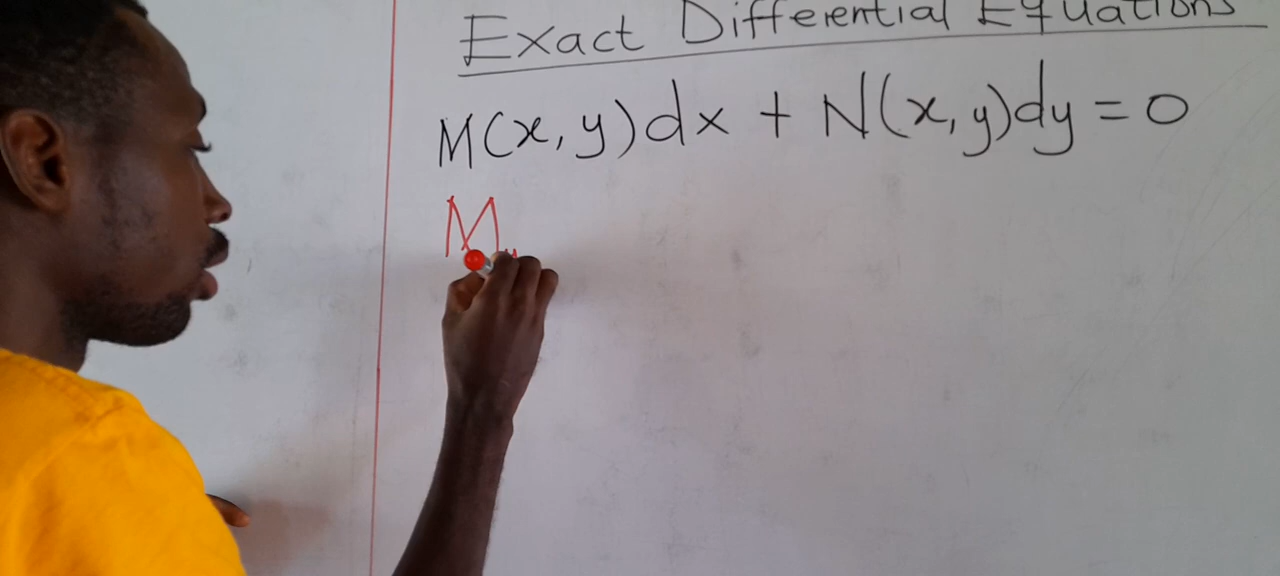 Exact Differential Equations
M(x,y)dx + N(x,y)dy = 0
M